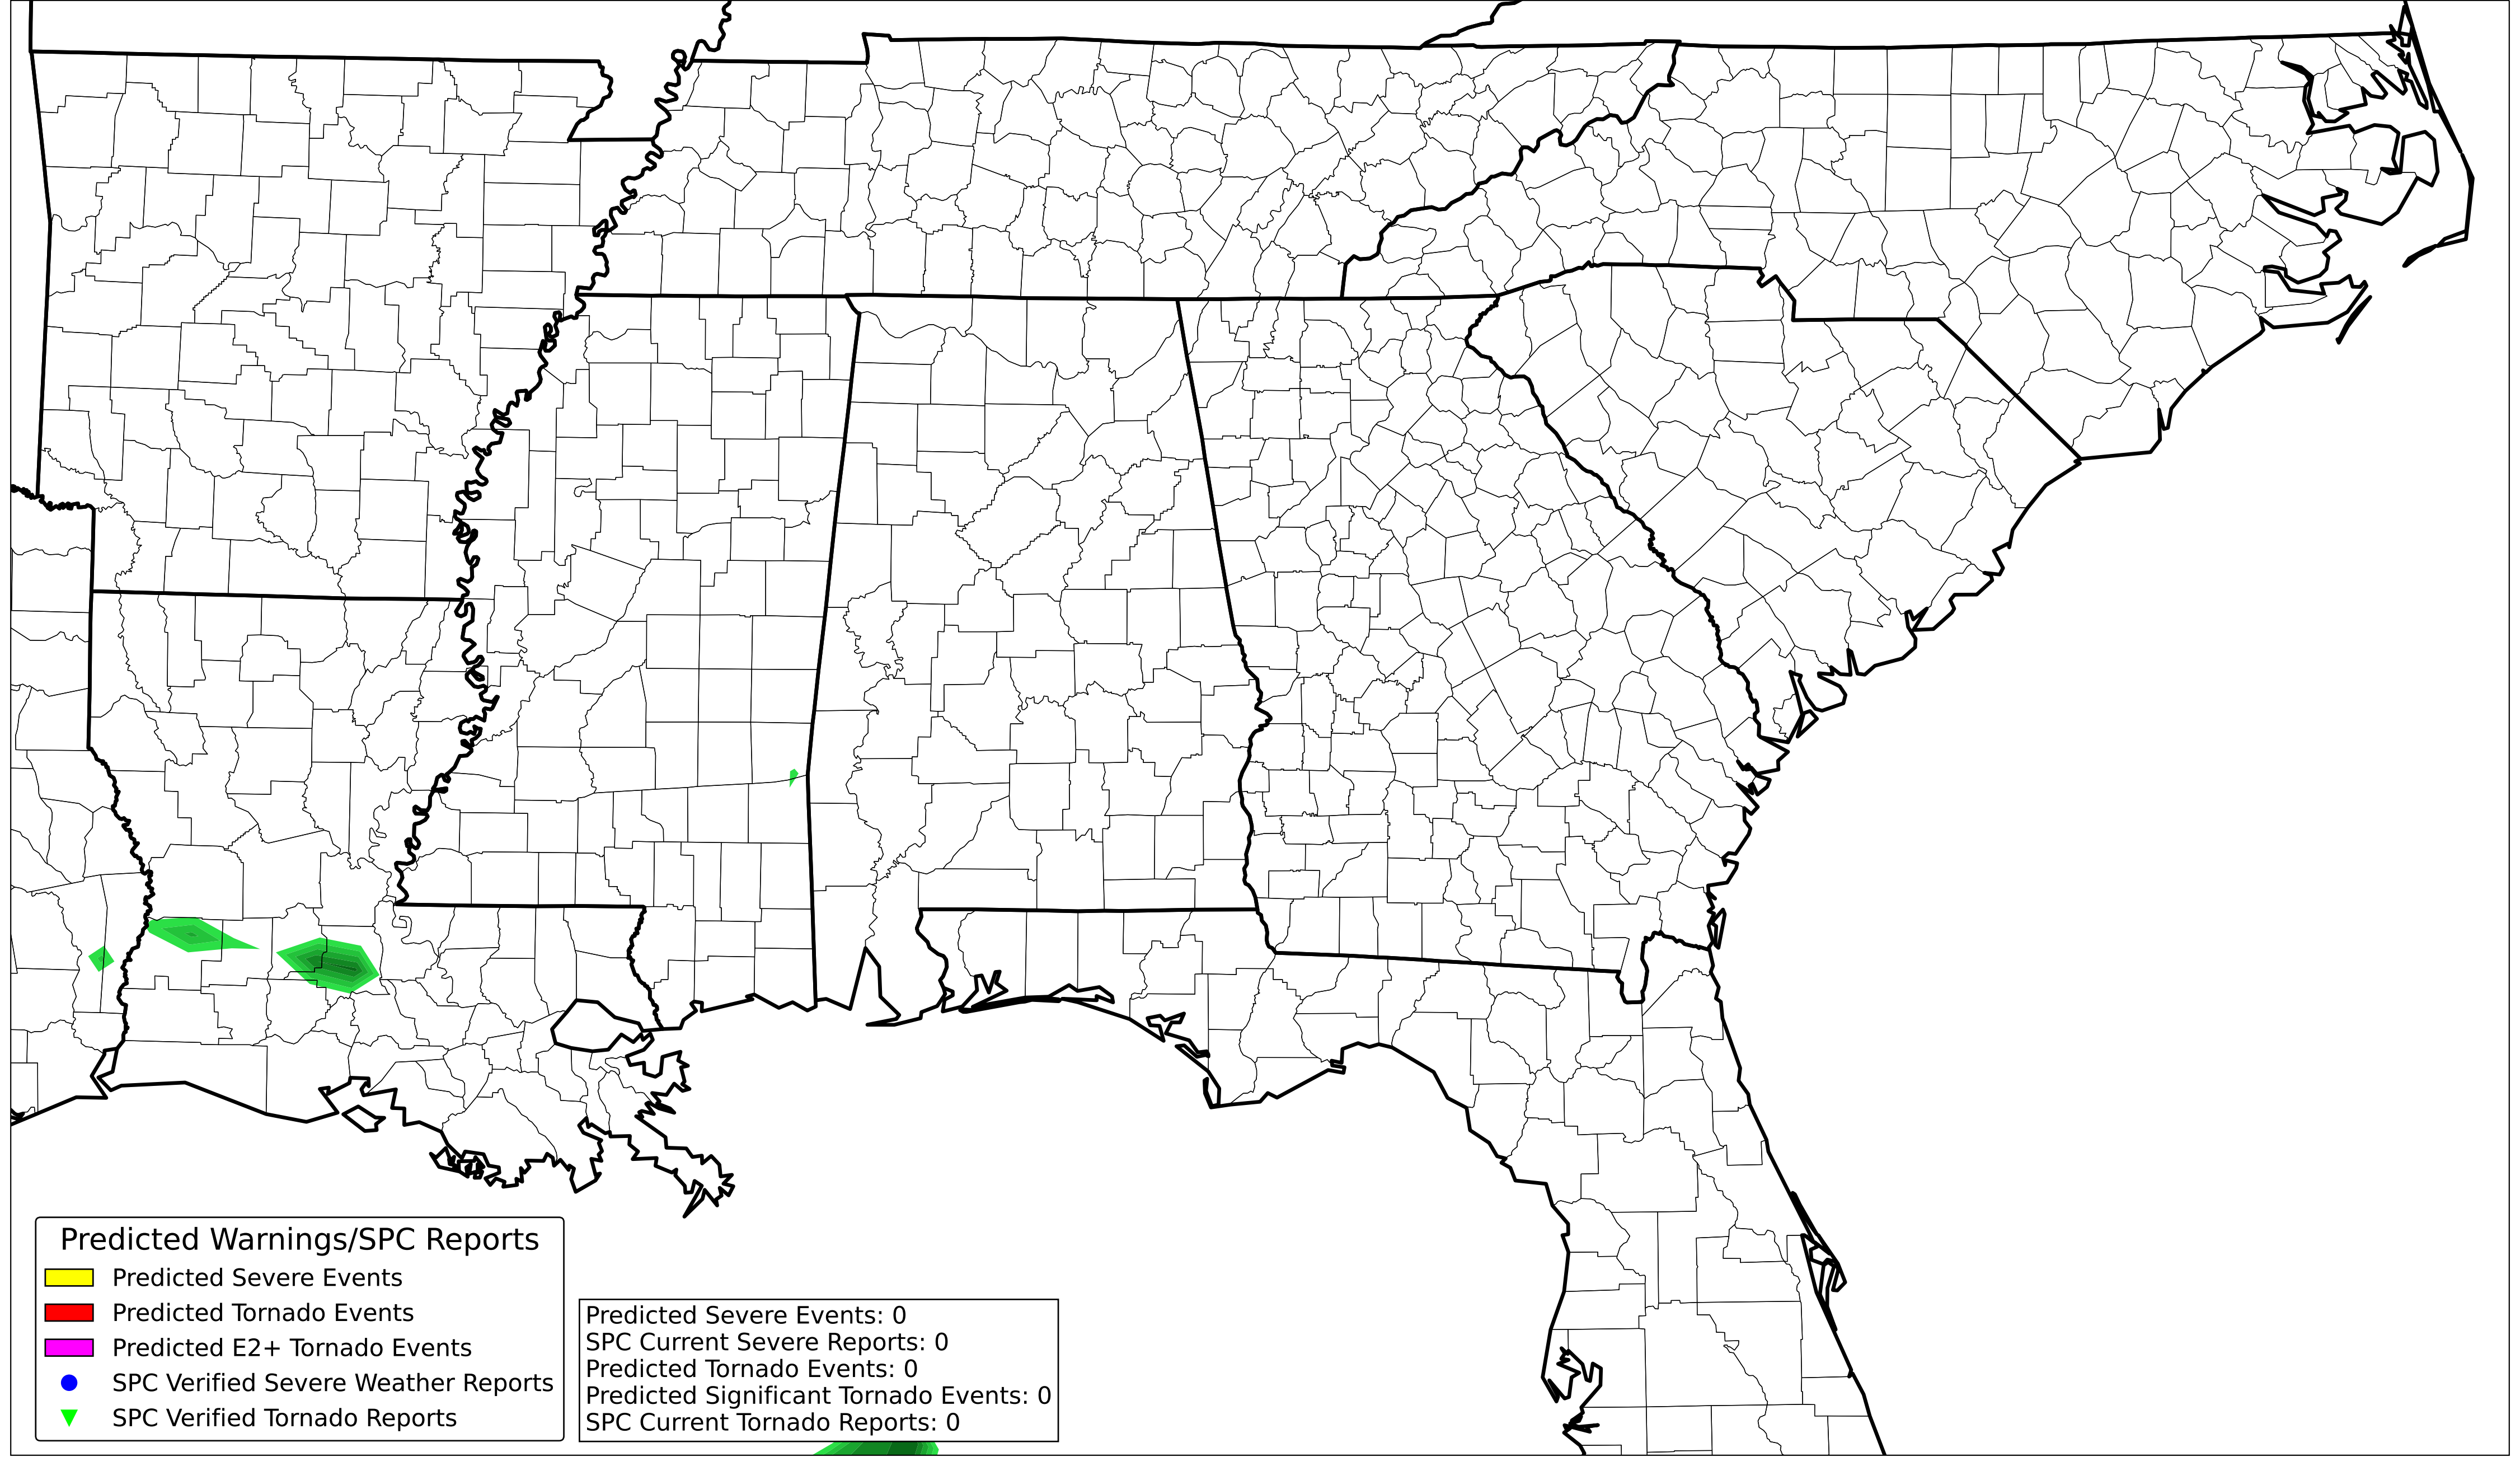 Predicted Warnings/SPC Reports
Predicted Severe Events
Predicted Tornado Events
Predicted E2+ Tornado Events
SPC Verified Severe Weather Reports
SPC Verified Tornado Reports
Predicted Severe Events: 0
SPC Current Severe Reports: 0
Predicted Tornado Events: 0
Predicted Significant Tornado Events: 0
SPC Current Tornado Reports: 0